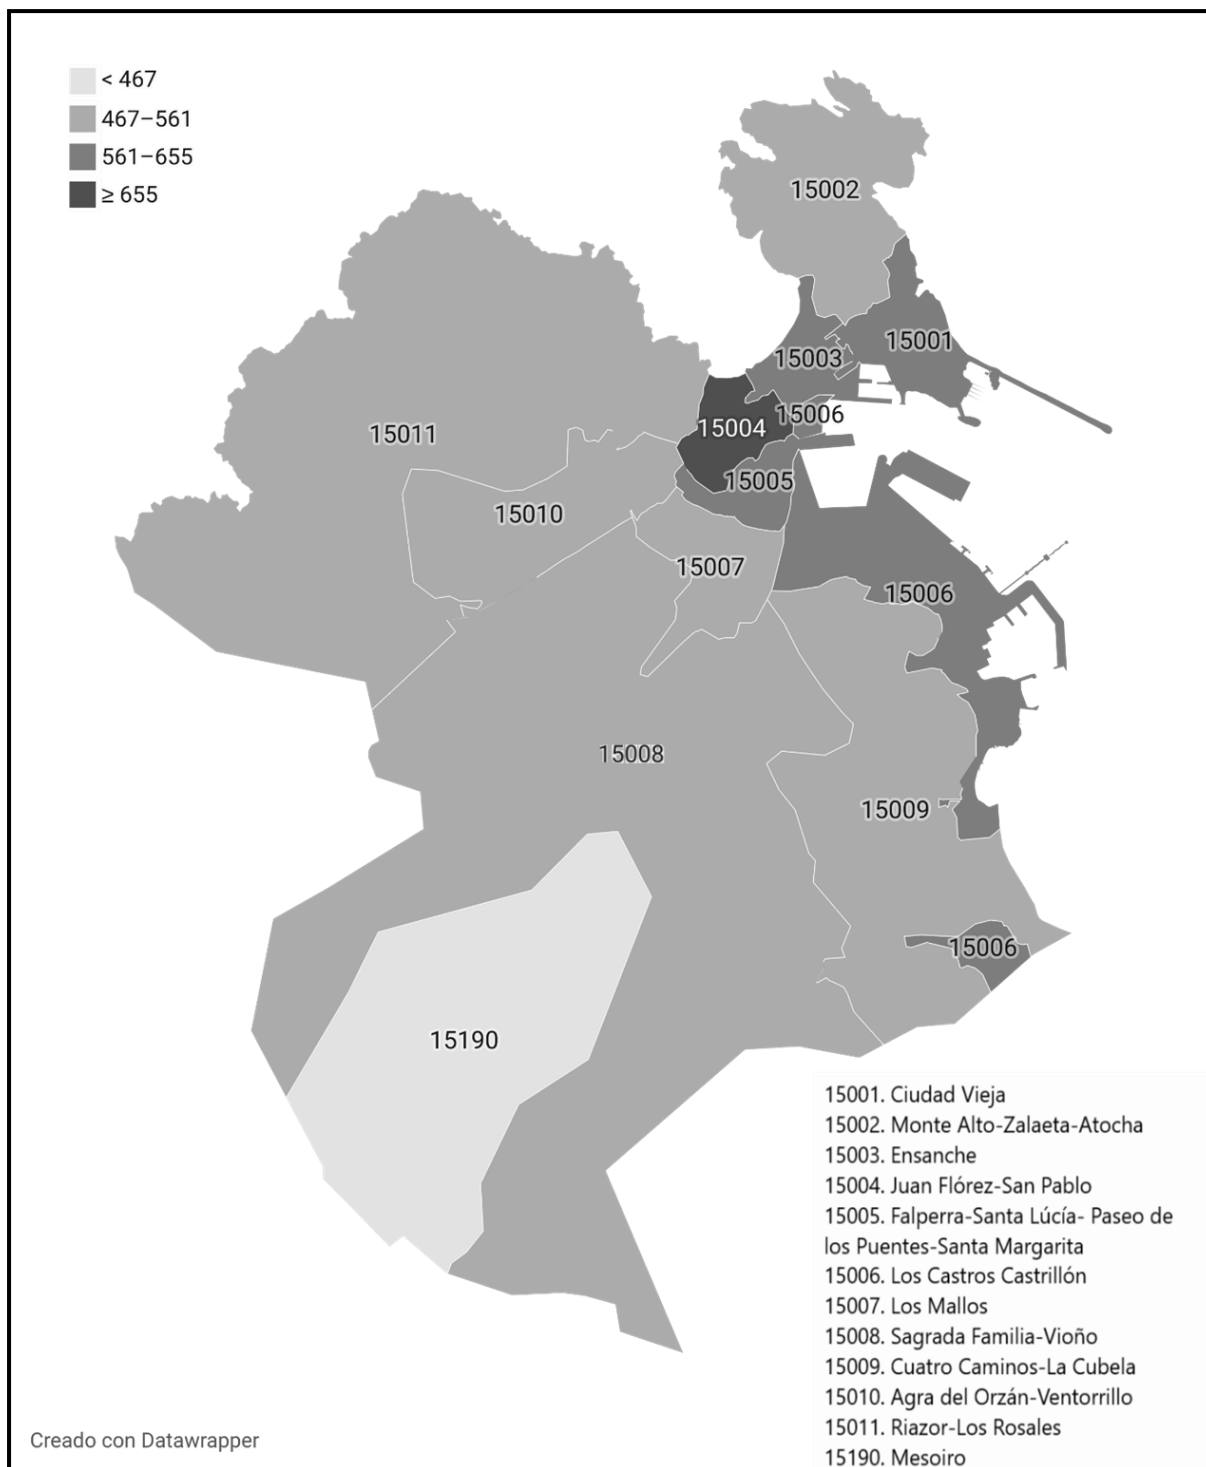 < 467
467–561
561–655
≥ 655
15002
15001
15003
15006
15004
15011
15005
15010
15007
15006
15008
15009
15006
15190
15001. Ciudad Vieja
15002. Monte Alto-Zalaeta-Atocha
15003. Ensanche
15004. Juan Flórez-San Pablo
15005. Falperra-Santa Lúcía- Paseo de
los Puentes-Santa Margarita
15006. Los Castros Castrillón
15007. Los Mallos
15008. Sagrada Familia-Vioño
15009. Cuatro Caminos-La Cubela
15010. Agra del Orzán-Ventorrillo
15011. Riazor-Los Rosales
15190. Mesoiro
Creado con Datawrapper